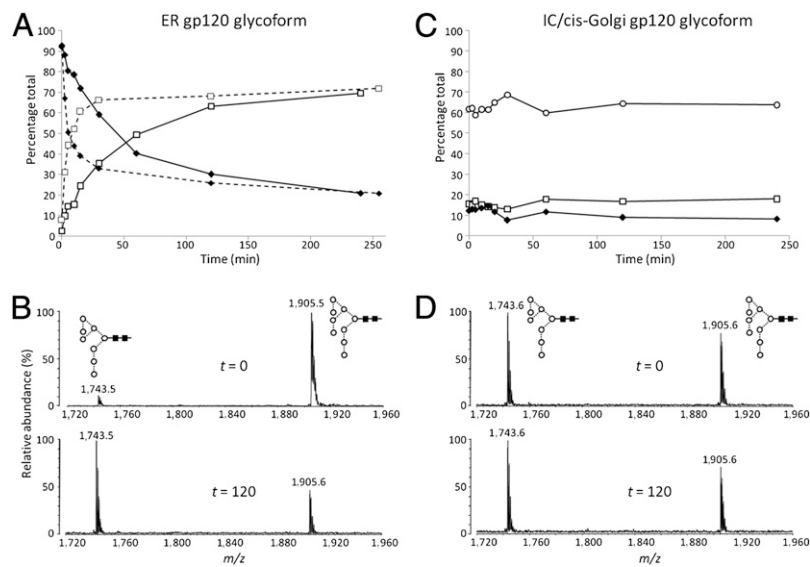 A
ER gp120 glycoform
Percentage total
100
90
80
70
60
50
40
30
20
10
0
0 50 100 150 200 250
Time (min)
C
IC/cis-Golgi gp120 glycoform
Percentage total
100
90
80
70
60
50
40
30
20
10
0
0 50 100 150 200 250
Time (min)
B
Relative abundance (%)
100
50
0
1,743.5
1,905.5
t = 0
1,720 1,760 1,800 1,840 1,880 1,920 1,960
100
50
0
1,743.5
1,905.6
t = 120
1,720 1,760 1,800 1,840 1,880 1,920 1,960
m/z
D
100
50
0
1,743.6
1,905.6
t = 0
1,720 1,760 1,800 1,840 1,880 1,920 1,960
100
50
0
1,743.6
1,905.6
t = 120
1,720 1,760 1,800 1,840 1,880 1,920 1,960
m/z